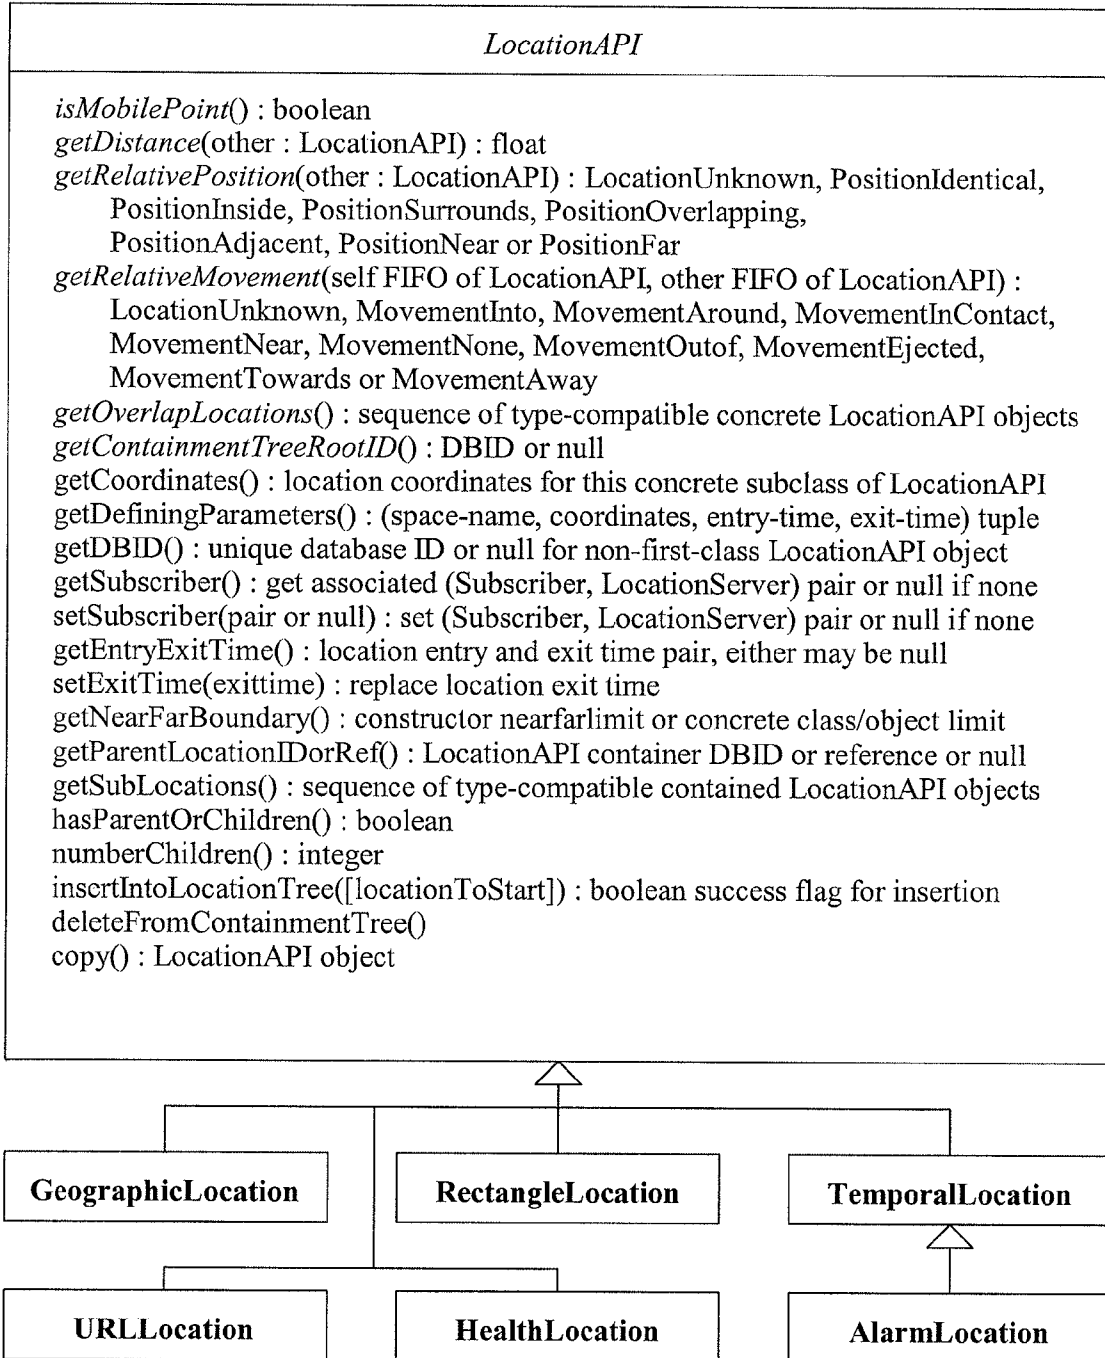 LocationAPI
isMobilePoint() : boolean
getDistance(other : LocationAPI) : float
getRelativePosition(other : LocationAPI) : LocationUnknown, PositionIdentical,
PositionInside, PositionSurrounds, PositionOverlapping,
PositionAdjacent, PositionNear or PositionFar
getRelativeMovement(self FIFO of LocationAPI, other FIFO of LocationAPI) :
LocationUnknown, MovementInto, MovementAround, MovementInContact,
MovementNear, MovementNone, MovementOutof, MovementEjected,
MovementTowards or MovementAway
getOverlapLocations() : sequence of type-compatible concrete LocationAPI objects
getContainmentTreeRootID() : DBID or null
getCoordinates() : location coordinates for this concrete subclass of LocationAPI
getDefiningParameters() : (space-name, coordinates, entry-time, exit-time) tuple
getDBID() : unique database ID or null for non-first-class LocationAPI object
getSubscriber() : get associated (Subscriber, LocationServer) pair or null if none
setSubscriber(pair or null) : set (Subscriber, LocationServer) pair or null if none
getEntryExitTime() : location entry and exit time pair, either may be null
setExitTime(exittime) : replace location exit time
getNearFarBoundary() : constructor nearfarlimit or concrete class/object limit
getParentLocationIDorRef() : LocationAPI container DBID or reference or null
getSubLocations() : sequence of type-compatible contained LocationAPI objects
hasParentOrChildren() : boolean
numberChildren() : integer
insertIntoLocationTree([locationToStart]) : boolean success flag for insertion
deleteFromContainmentTree()
copy() : LocationAPI object
GeographicLocation
RectangleLocation
TemporalLocation
URLLocation
HealthLocation
AlarmLocation